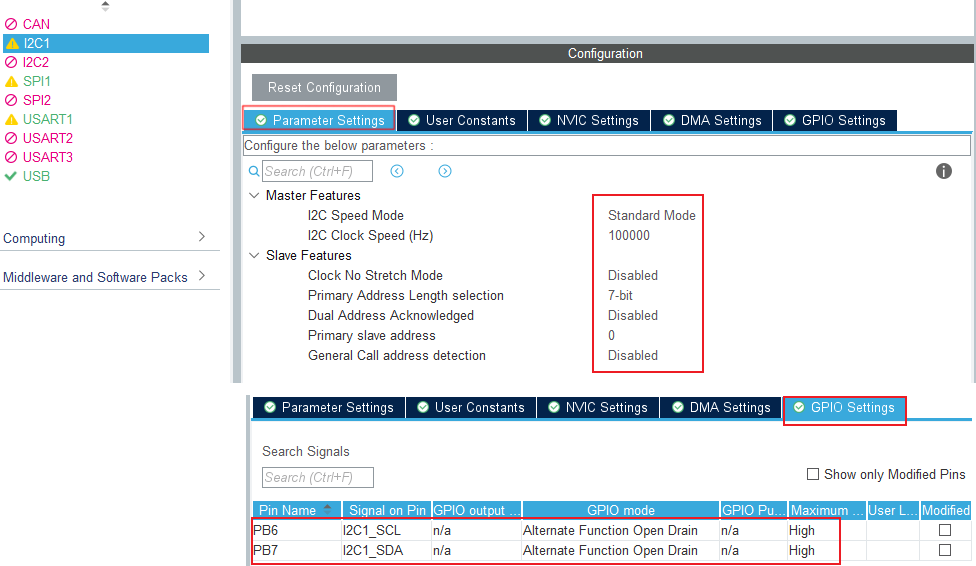 CAN
I2C1
I2C2
SPI1
SPI2
USART1
USART2
USART3
USB
Computing
Middleware and Software Packs
Configuration
Reset Configuration
Parameter Settings User Constants NVIC Settings DMA Settings GPIO Settings
Configure the below parameters :
Search (Ctrl+F)
Master Features
I2C Speed Mode Standard Mode
I2C Clock Speed (Hz) 100000
Slave Features
Clock No Stretch Mode Disabled
Primary Address Length selection 7-bit
Dual Address Acknowledged Disabled
Primary slave address 0
General Call address detection Disabled
Parameter Settings User Constants NVIC Settings DMA Settings GPIO Settings
Search Signals
Search (Ctrl+F)
Show only Modified Pins
Pin Name Signal on Pin GPIO output ... GPIO mode GPIO Pu... Maximum ... User L... Modified
PB6 I2C1_SCL n/a Alternate Function Open Drain n/a High
PB7 I2C1_SDA n/a Alternate Function Open Drain n/a High